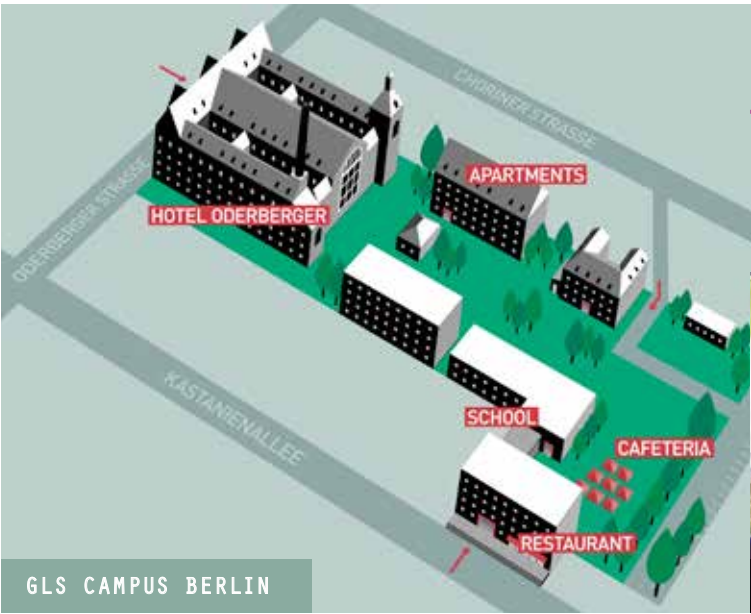 CHORINER STRASSE
APARTMENTS
ODERBERGER STRASSE
HOTEL ODERBERGER
KASTANIENALLEE
SCHOOL
CAFETERIA
RESTAURANT
GLS CAMPUS BERLIN